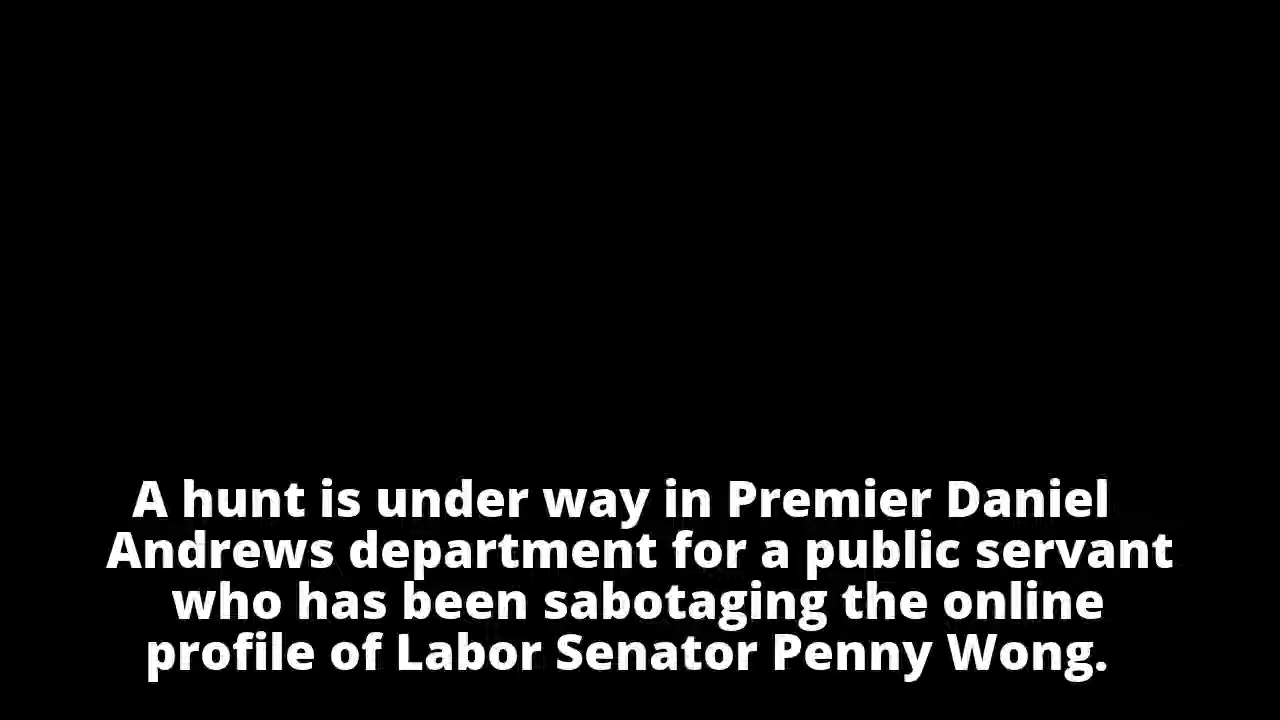 A hunt is under way in Premier Daniel
Andrews department for a public servant
who has been sabotaging the online
profile of Labor Senator Penny Wong.